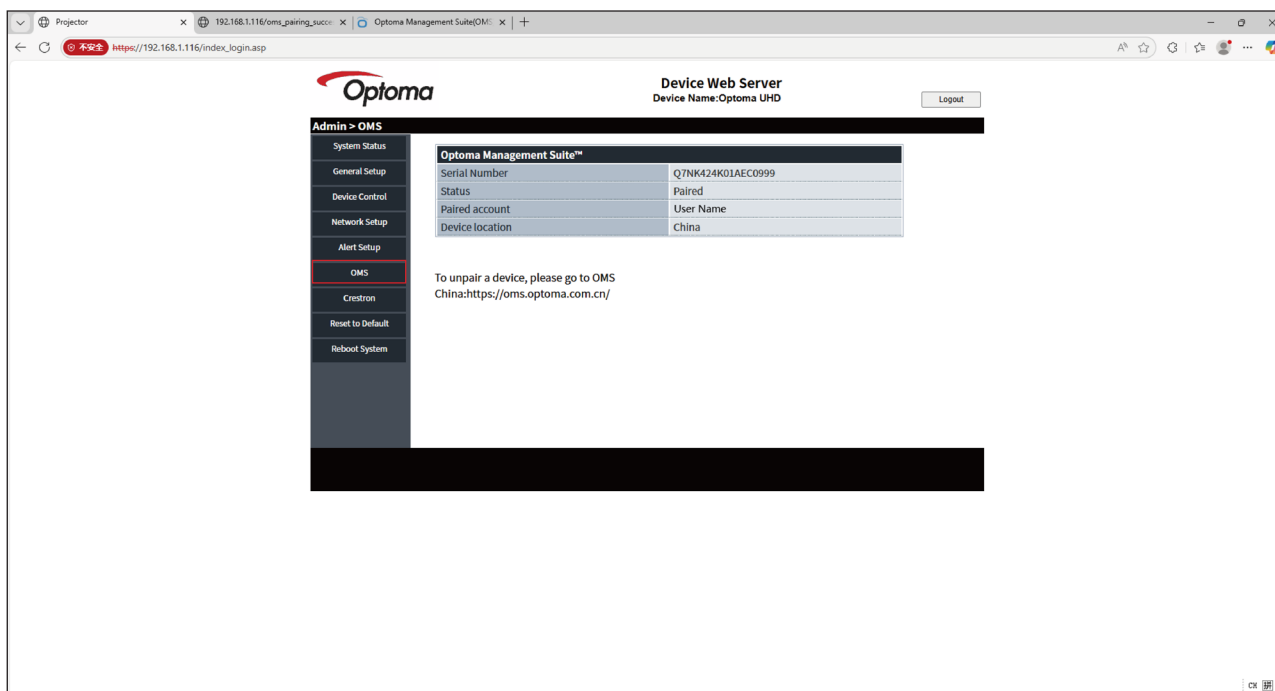 Projector
192.168.1.116/oms_pairing_succe
Optoma Management Suite(OMS
不安全 https://192.168.1.116/index_login.asp
Optoma
Device Web Server
Device Name:Optoma UHD
Logout
Admin > OMS
System Status
General Setup
Device Control
Network Setup
Alert Setup
OMS
Crestron
Reset to Default
Reboot System
Optoma Management Suite™
Serial Number Q7NK424K01AEC0999
Status Paired
Paired account User Name
Device location China
To unpair a device, please go to OMS
China:https://oms.optoma.com.cn/
CH 拼